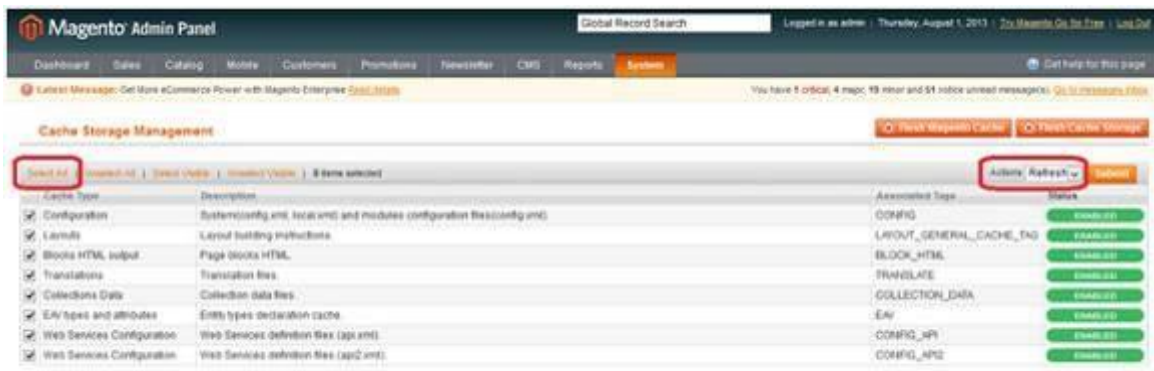 Magento Admin Panel
Global Record Search
Logged in as admin | Thursday, August 1, 2013 | Try Magento Go for Free | Log Out
Dashboard Sales Catalog Mobile Customers Promotions Newsletter CMS Reports System
Get help for this page
Latest Message: Get More eCommerce Power with Magento Enterprise Read details
You have 1 critical, 4 major, 19 minor and 51 notice unread message(s). Go to messages inbox
Cache Storage Management
Flush Magento Cache Flush Cache Storage
Select All | Unselect All | Select Visible | Unselect Visible | 8 items selected
Actions Refresh Submit
Cache Type Description Associated Tags Status
Configuration System(config.xml, local.xml) and modules configuration files(config.xml). CONFIG ENABLED
Layouts Layout building instructions. LAYOUT_GENERAL_CACHE_TAG ENABLED
Blocks HTML output Page blocks HTML. BLOCK_HTML ENABLED
Translations Translation files. TRANSLATE ENABLED
Collections Data Collection data files. COLLECTION_DATA ENABLED
EAV types and attributes Entity types declaration cache. EAV ENABLED
Web Services Configuration Web Services definition files (api.xml). CONFIG_API ENABLED
Web Services Configuration Web Services definition files (api2.xml). CONFIG_API2 ENABLED